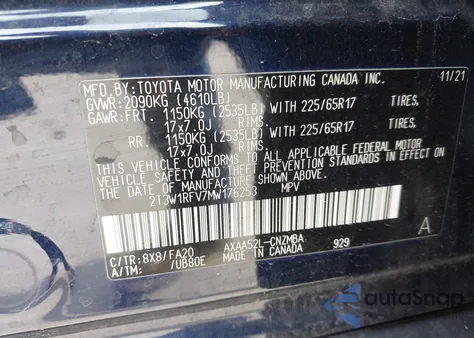 MFD.BY:TOYOTA MOTOR MANUFACTURING CANADA INC. 11/21
GVWR:2090KG (4610LB)
GAWR:FRT. 1150KG (2535LB) WITH 225/65R17 TIRES,
17x7.0J RIMS
RR. 1150KG (2535LB) WITH 225/65R17 TIRES,
17x7.0J RIMS
THIS VEHICLE CONFORMS TO ALL APPLICABLE FEDERAL MOTOR
VEHICLE SAFETY AND THEFT PREVENTION STANDARDS IN EFFECT ON
THE DATE OF MANUFACTURE SHOWN ABOVE.
2T3W1RFV7MW176253 MPV
A
C/TR:8X8/FA20 AXAA52L-CNZMBA 929
A/TM: /UB80E MADE IN CANADA
autoSnap